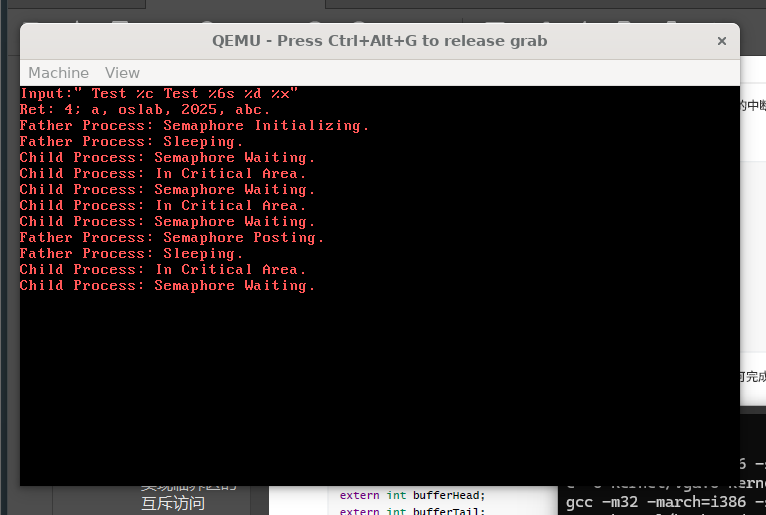 QEMU - Press Ctrl+Alt+G to release grab
×
Machine View
Input:" Test %c Test %6s %d %x"
Ret: 4; a, oslab, 2025, abc.
Father Process: Semaphore Initializing.
Father Process: Sleeping.
Child Process: Semaphore Waiting.
Child Process: In Critical Area.
Child Process: Semaphore Waiting.
Child Process: In Critical Area.
Child Process: Semaphore Waiting.
Father Process: Semaphore Posting.
Father Process: Sleeping.
Child Process: In Critical Area.
Child Process: Semaphore Waiting.
的中断
可完成
互斥访问
extern int bufferHead;
extern int bufferTail;
gcc -m32 -march=i386 -s